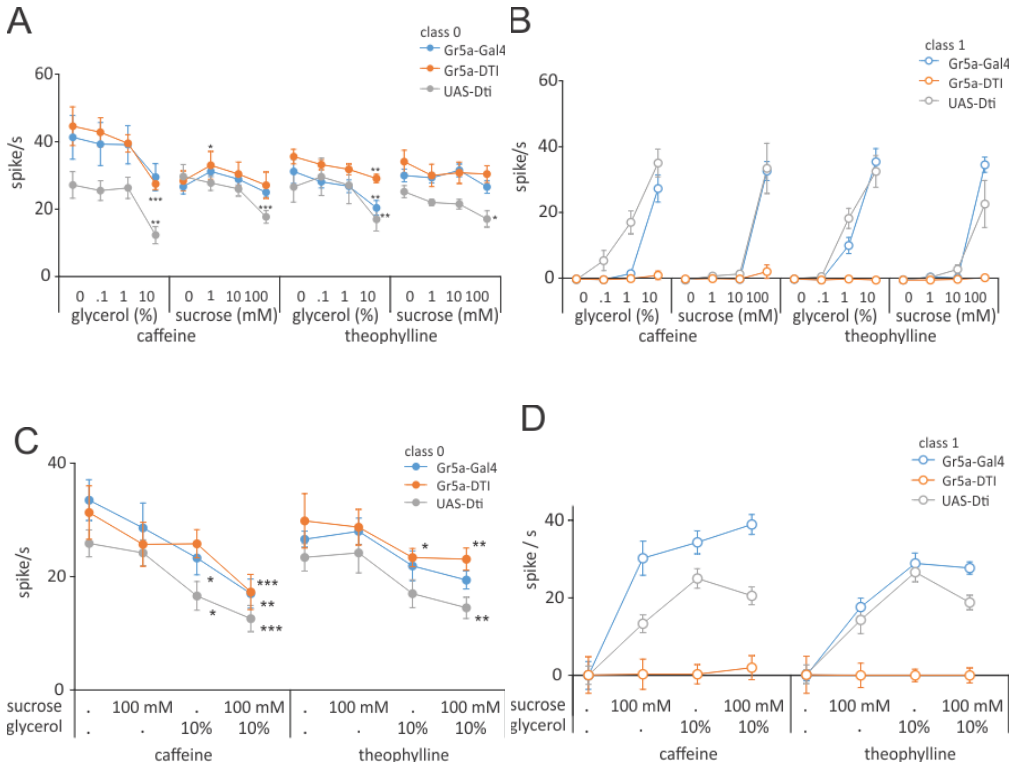 A
class 0
Gr5a-Gal4
Gr5a-DTI
UAS-Dti
60
40
20
0
spike/s
*
***
**
***
**
**
**
*
0 .1 1 10 0 1 10 100 0 .1 1 10 0 1 10 100
glycerol (%) sucrose (mM) glycerol (%) sucrose (mM)
caffeine theophylline
B
class 1
Gr5a-Gal4
Gr5a-DTI
UAS-Dti
60
40
20
0
spike/s
0 .1 1 10 0 1 10 100 0 .1 1 10 0 1 10 100
glycerol (%) sucrose (mM) glycerol (%) sucrose (mM)
caffeine theophylline
C
class 0
Gr5a-Gal4
Gr5a-DTI
UAS-Dti
40
20
0
spike/s
*
*
***
**
***
*
**
**
sucrose . 100 mM . 100 mM . 100 mM . 100 mM
glycerol . . 10% 10% . . 10% 10%
caffeine theophylline
D
class 1
Gr5a-Gal4
Gr5a-DTI
UAS-Dti
40
20
0
spike / s
sucrose . 100 mM . 100 mM . 100 mM . 100 mM
glycerol . . 10% 10% . . 10% 10%
caffeine theophylline